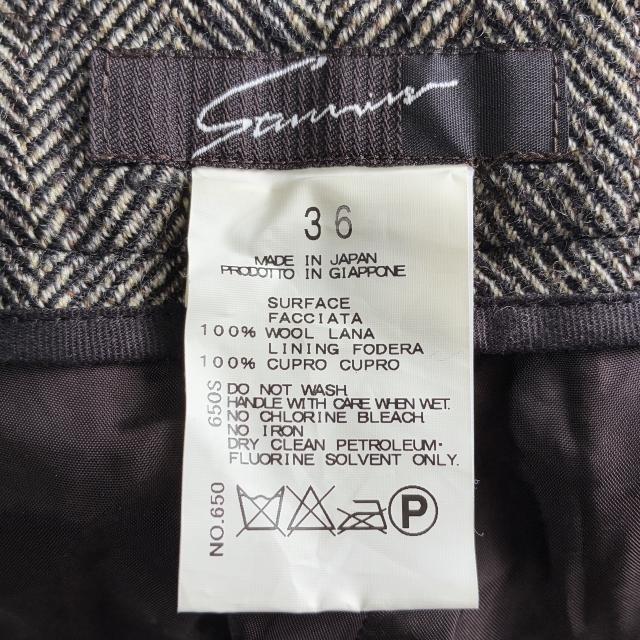 36
MADE IN JAPAN
PRODOTTO IN GIAPPONE
SURFACE
FACCIATA
100% WOOL LANA
LINING FODERA
100% CUPRO CUPRO
DO NOT WASH.
HANDLE WITH CARE WHEN WET.
NO CHLORINE BLEACH.
NO IRON
DRY CLEAN PETROLEUM·
FLUORINE SOLVENT ONLY.
P
NO.650 650S